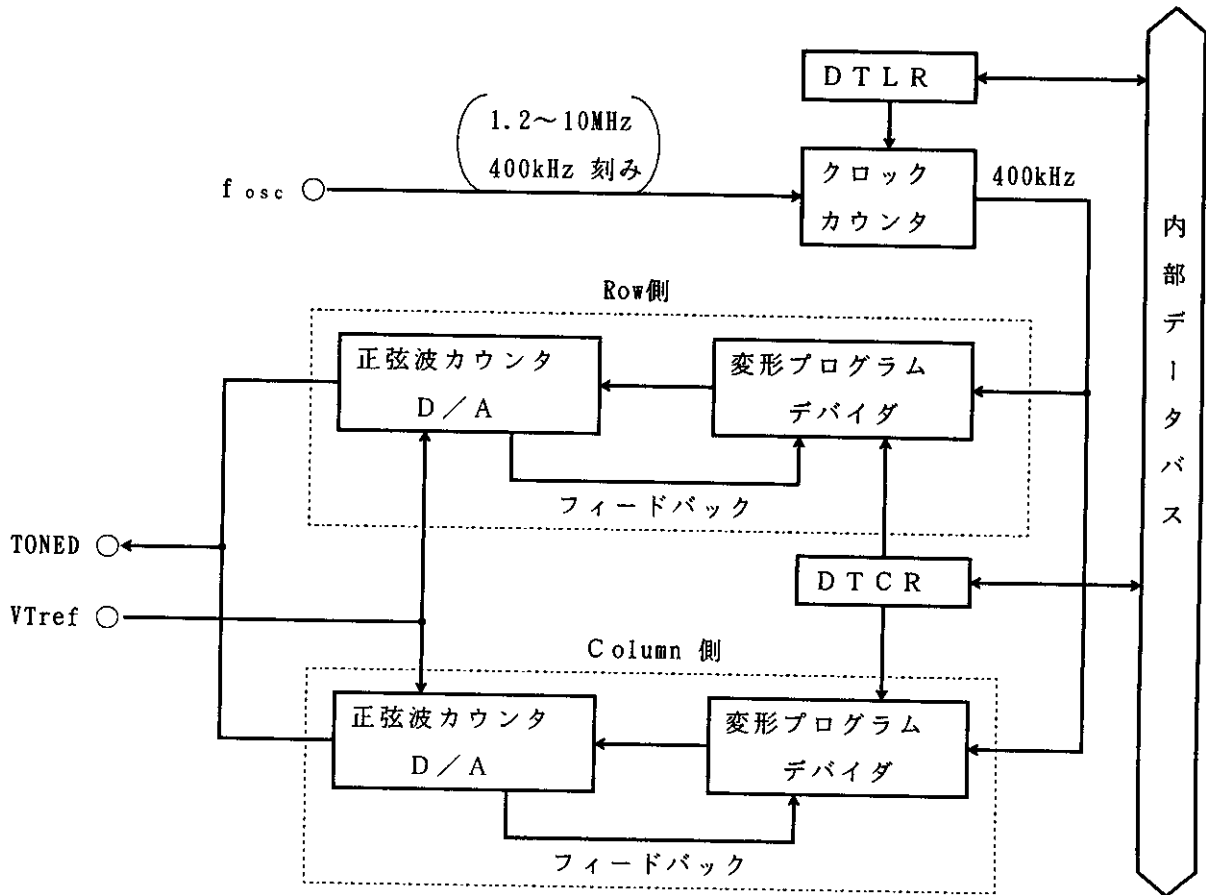 DTLR
1.2～10MHz
400kHz 刻み
fosc
クロック
カウンタ
400kHz
内部データバス
Row側
正弦波カウンタ
D／A
変形プログラム
デバイダ
フィードバック
TONED
DTCR
VTref
Column 側
正弦波カウンタ
D／A
変形プログラム
デバイダ
フィードバック